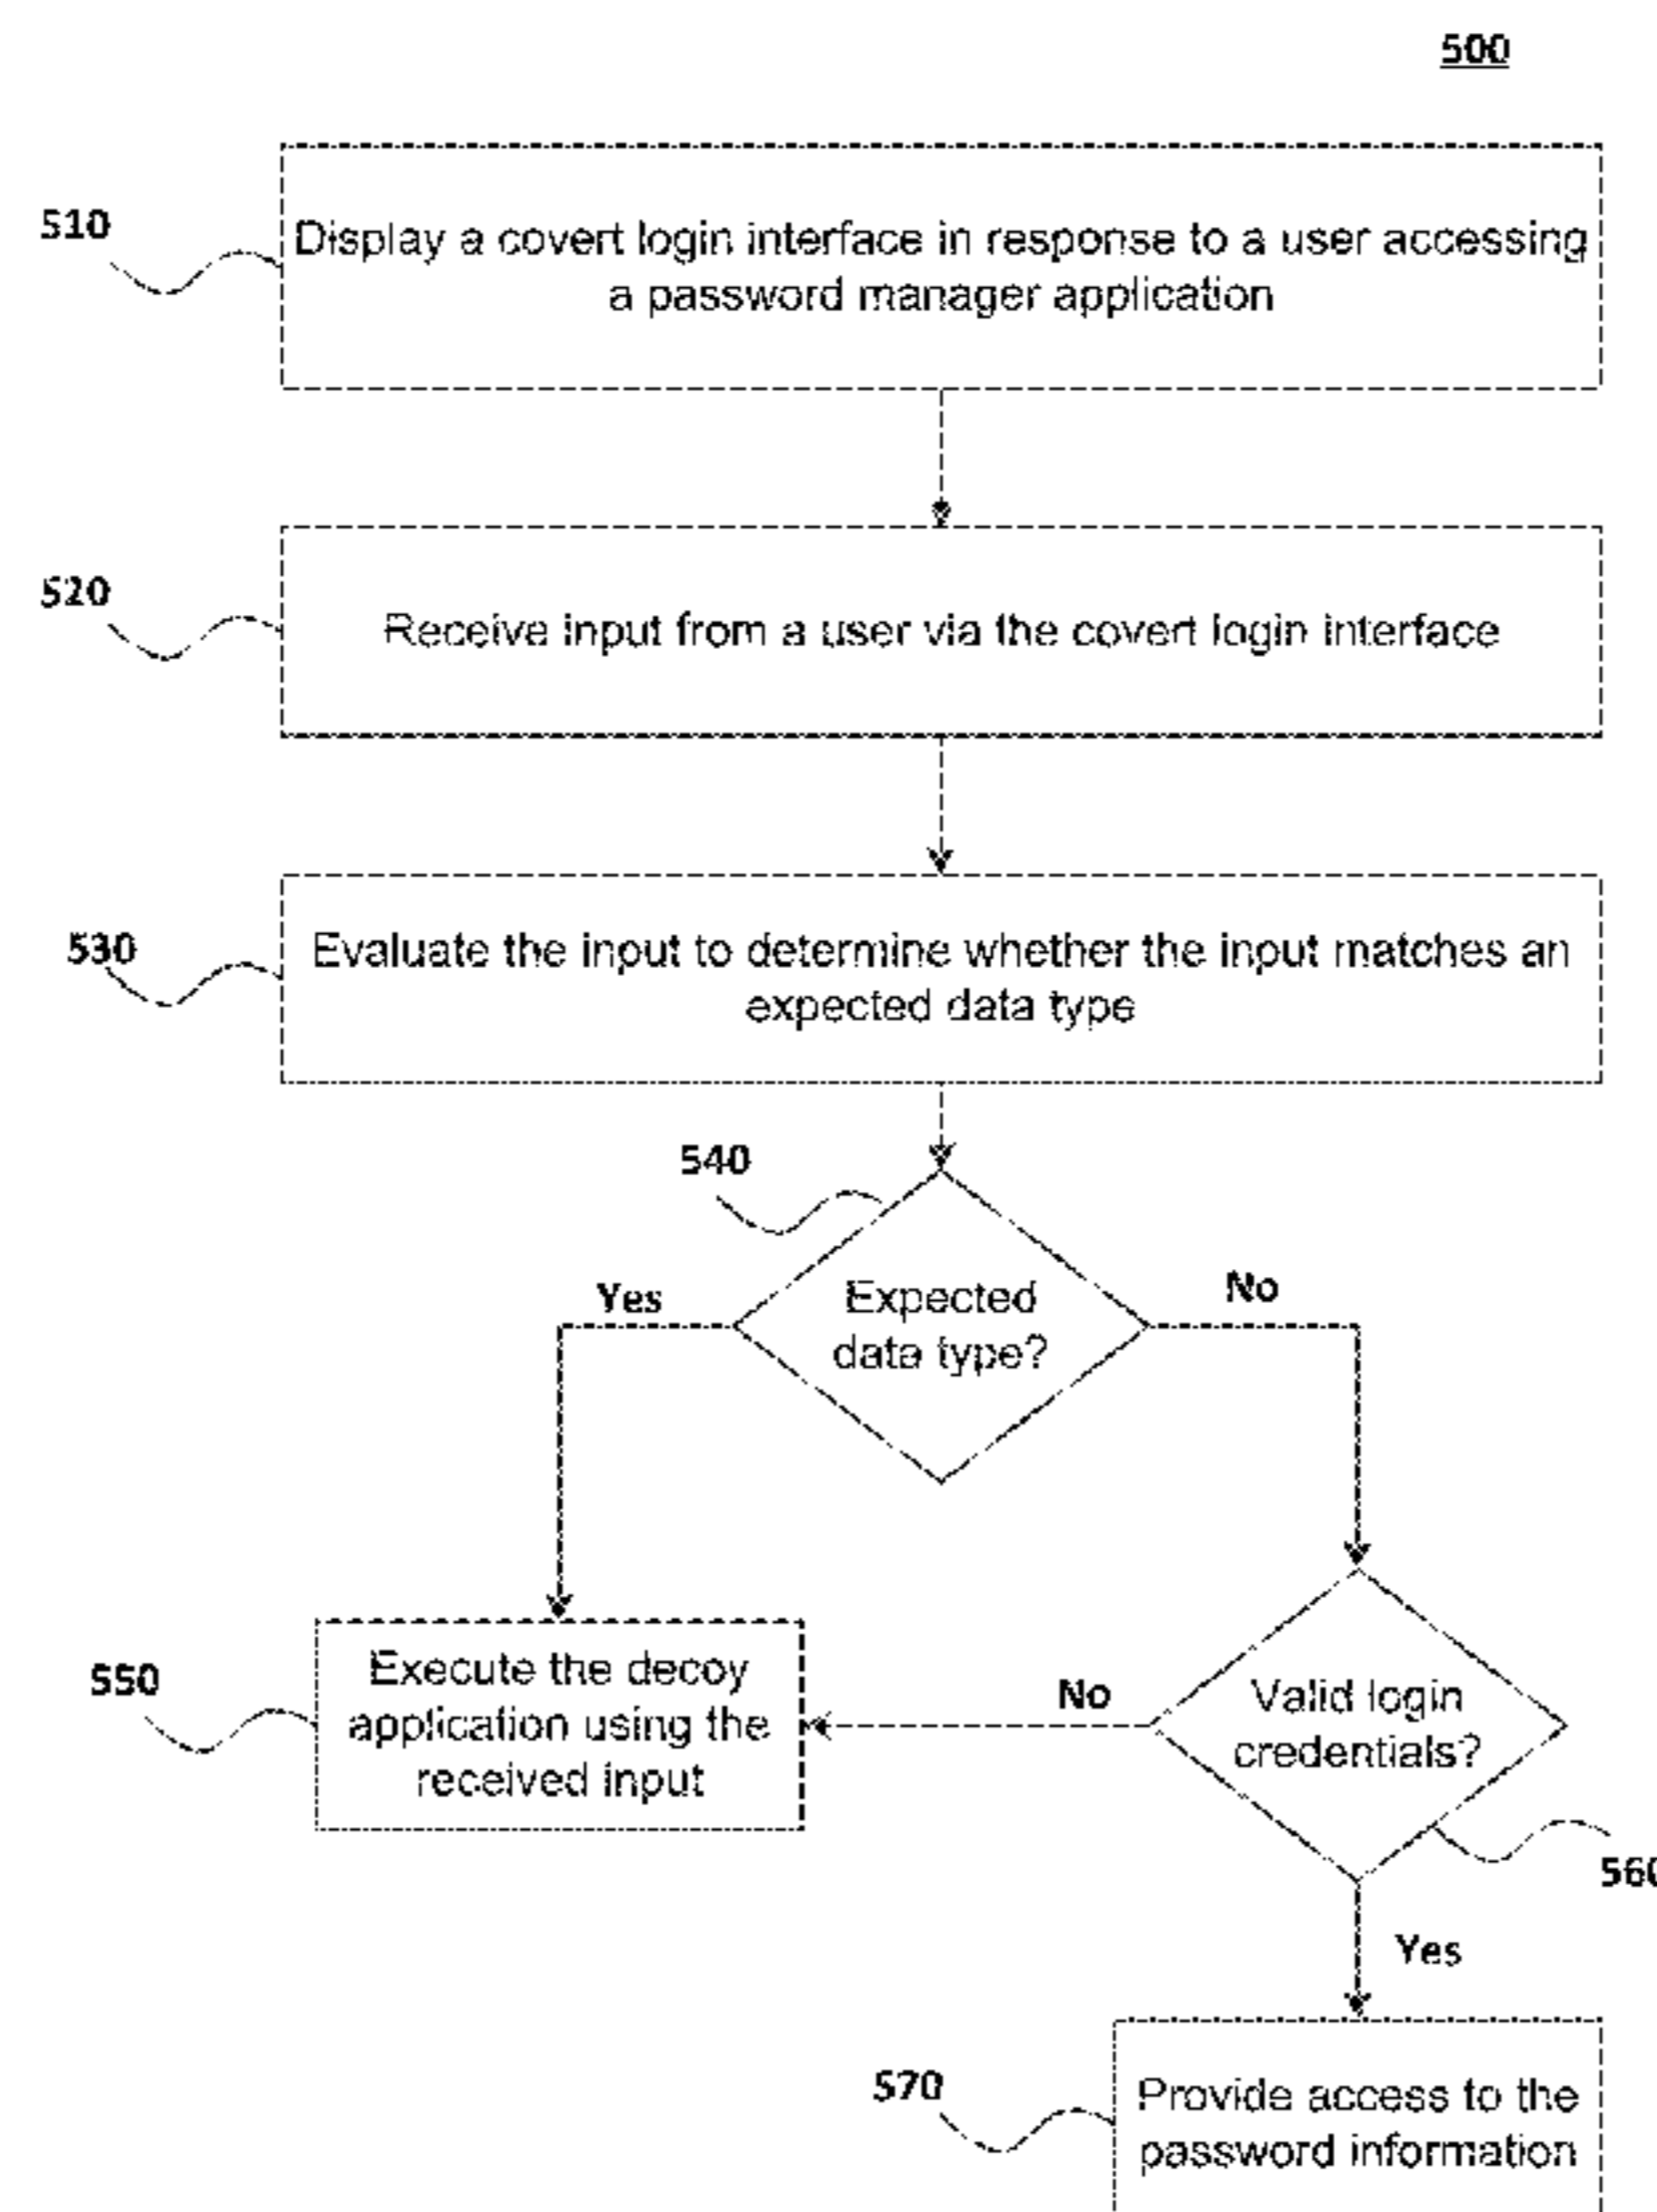 500
510
Display a covert login interface in response to a user accessing
a password manager application
520
Receive input from a user via the covert login interface
530
Evaluate the input to determine whether the input matches an
expected data type
540
Yes
Expected
data type?
No
550
Execute the decoy
application using the
received input
No
Valid login
credentials?
560
Yes
570
Provide access to the
password information